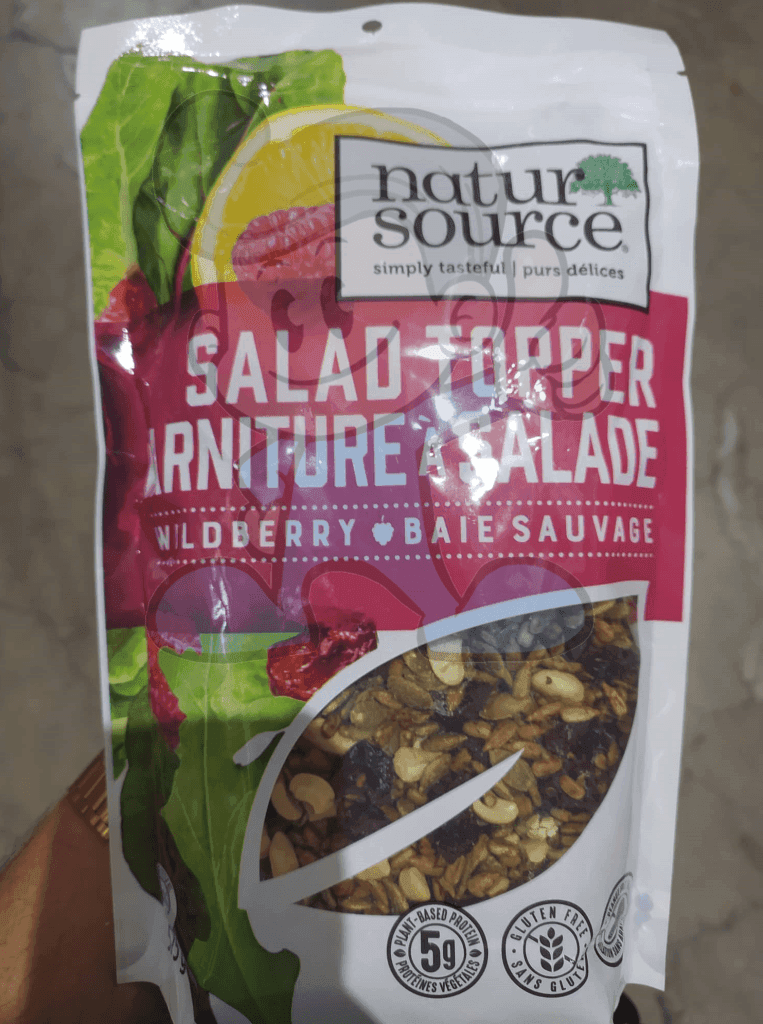 natur
source®
simply tasteful | purs délices
SALAD TOPPER
ARNITURE À SALADE
WILDBERRY BAIE SAUVAGE
PLANT-BASED PROTEIN
5g
PROTÉINES VÉGÉTALES
GLUTEN FREE
SANS GLUTEN